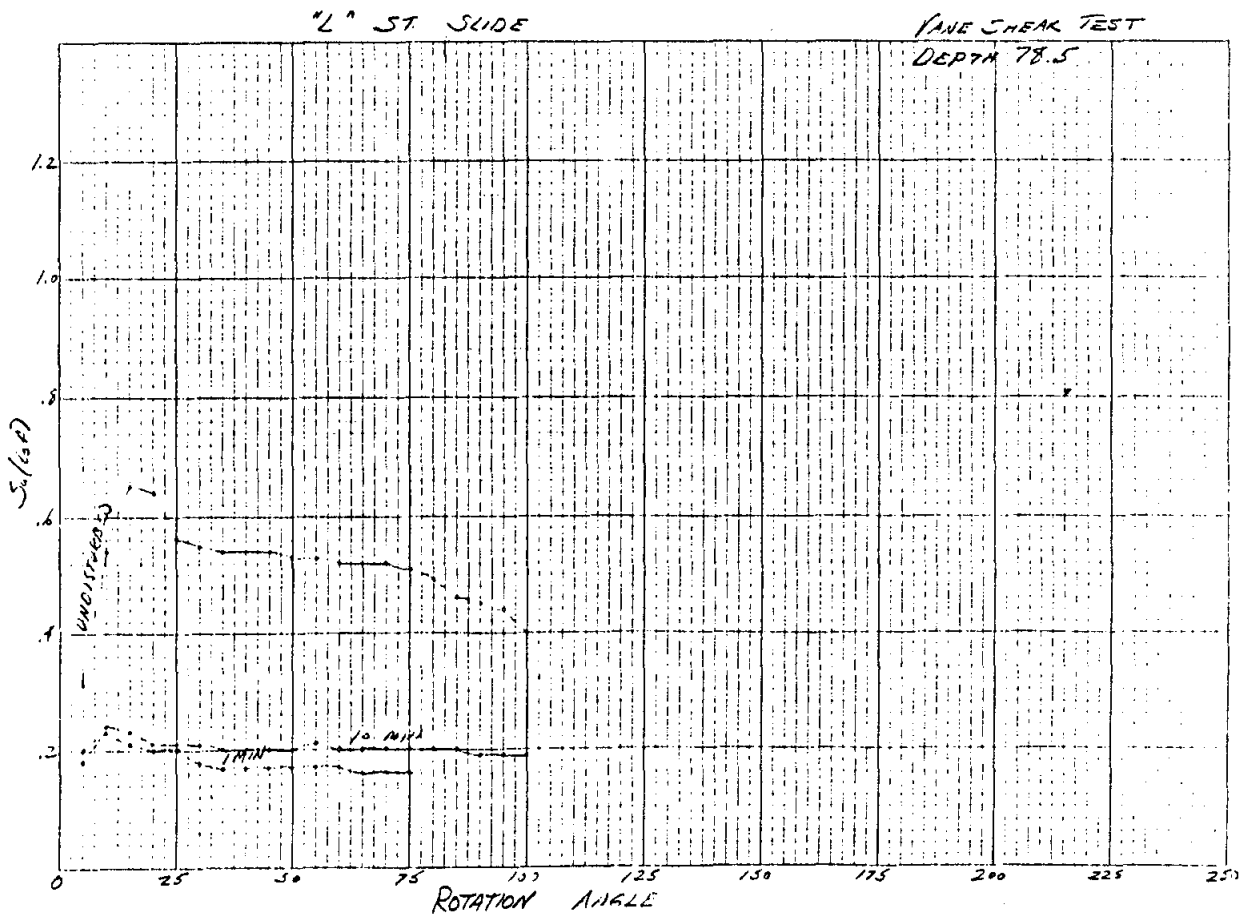 "L" ST. SLIDE
VANE SHEAR TEST
DEPTH 78.5
1.2
1.0
.8
.6
.4
.2
UNDISTURBED
10 MIN
1 MIN
0 25 50 75 100 125 150 175 200 225 250
ROTATION ANGLE